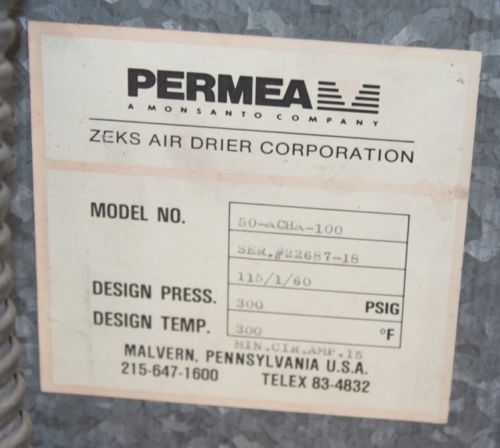 PERMEA
A MONSANTO COMPANY
ZEKS AIR DRIER CORPORATION
MODEL NO. 50-ACHA-100
SER.#22687-18
115/1/60
DESIGN PRESS. 300 PSIG
DESIGN TEMP. 300 °F
MIN.CIR.AMP.15
MALVERN, PENNSYLVANIA U.S.A.
215-647-1600 TELEX 83-4832